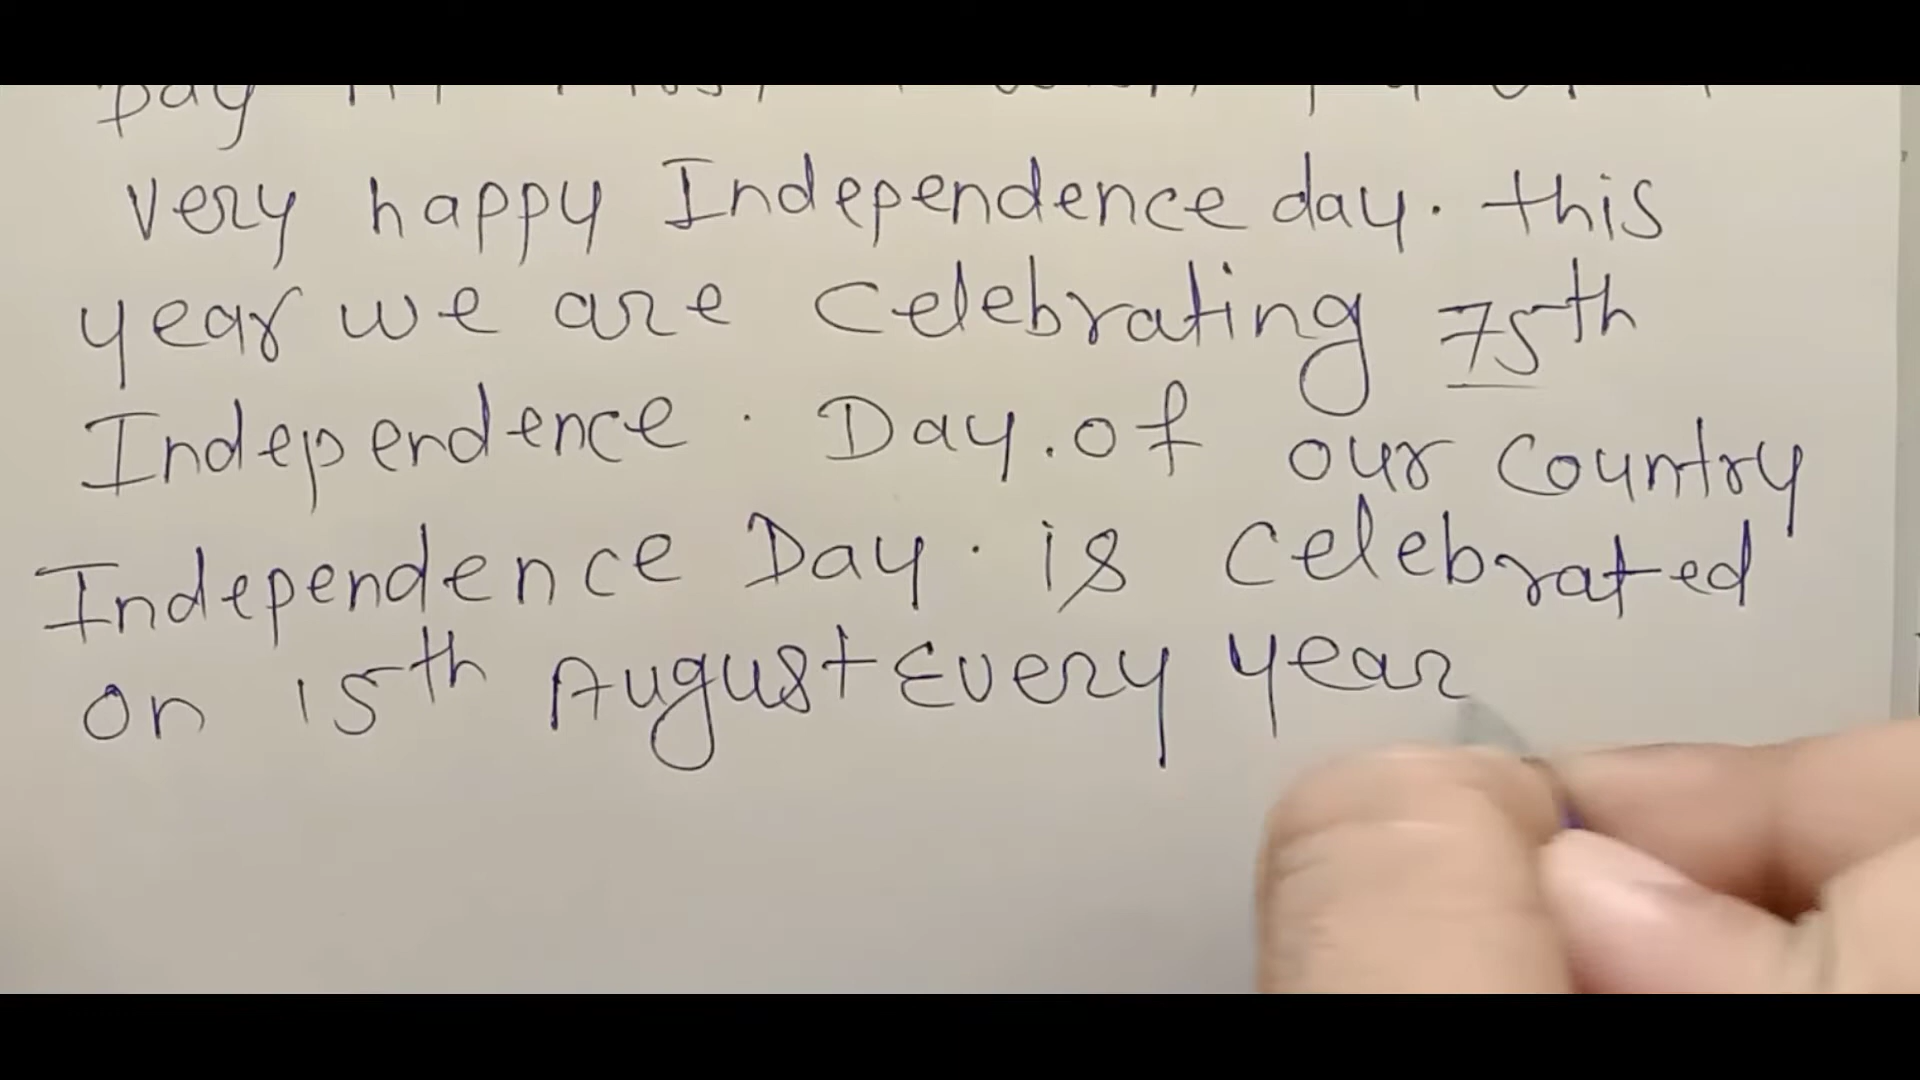 very happy Independence day. this
year we are celebrating 75th
Independence. Day. of our country
Independence Day. is celebrated
on 15th August Every year